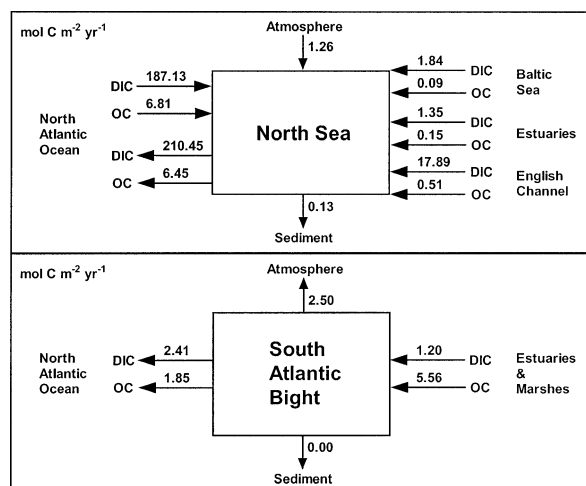 mol C m-2 yr-1
Atmosphere
1.26
North Atlantic Ocean
DIC 187.13
OC 6.81
DIC 210.45
OC 6.45
North Sea
1.84 DIC
0.09 OC
Baltic Sea
1.35 DIC
0.15 OC
Estuaries
17.89 DIC
0.51 OC
English Channel
0.13
Sediment
mol C m-2 yr-1
Atmosphere
2.50
North Atlantic Ocean
DIC 2.41
OC 1.85
South
Atlantic
Bight
1.20 DIC
5.56 OC
Estuaries
&
Marshes
0.00
Sediment